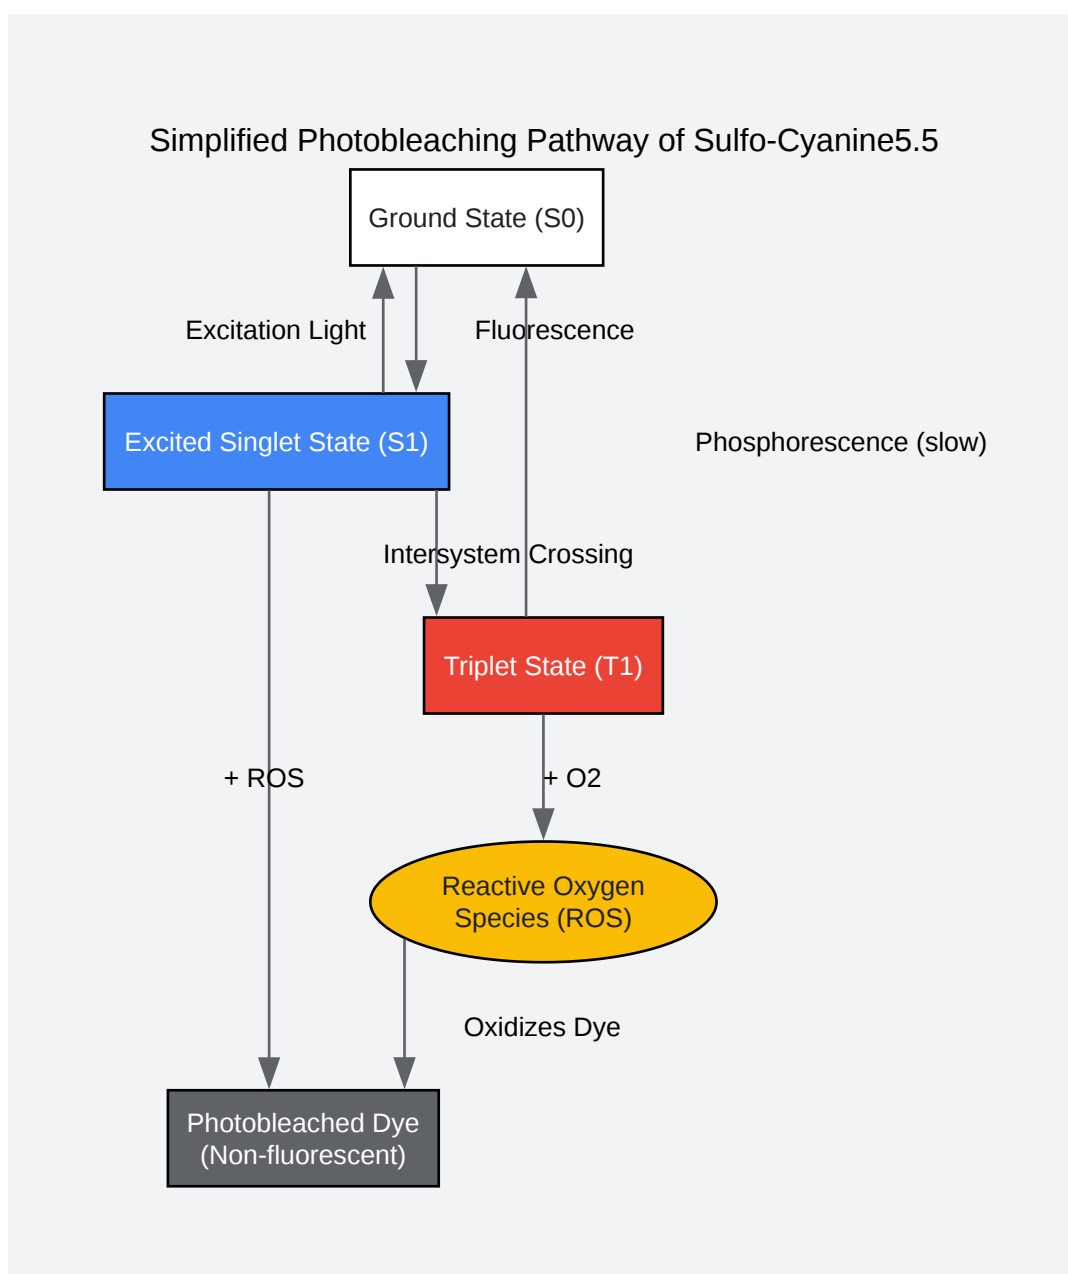 Simplified Photobleaching Pathway of Sulfo-Cyanine5.5
Ground State (S0)
Excitation Light
Fluorescence
Excited Singlet State (S1)
Phosphorescence (slow)
Intersystem Crossing
Triplet State (T1)
+ ROS
+ O2
Reactive Oxygen
Species (ROS)
Oxidizes Dye
Photobleached Dye
(Non-fluorescent)